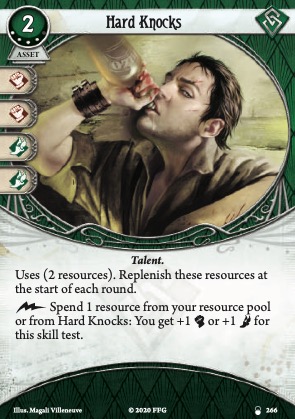 2
Hard Knocks
ASSET
Talent.
Uses (2 resources). Replenish these resources at
the start of each round.
Spend 1 resource from your resource pool
or from Hard Knocks: You get +1 or +1 for
this skill test.
Illus. Magali Villeneuve
© 2020 FFG
266